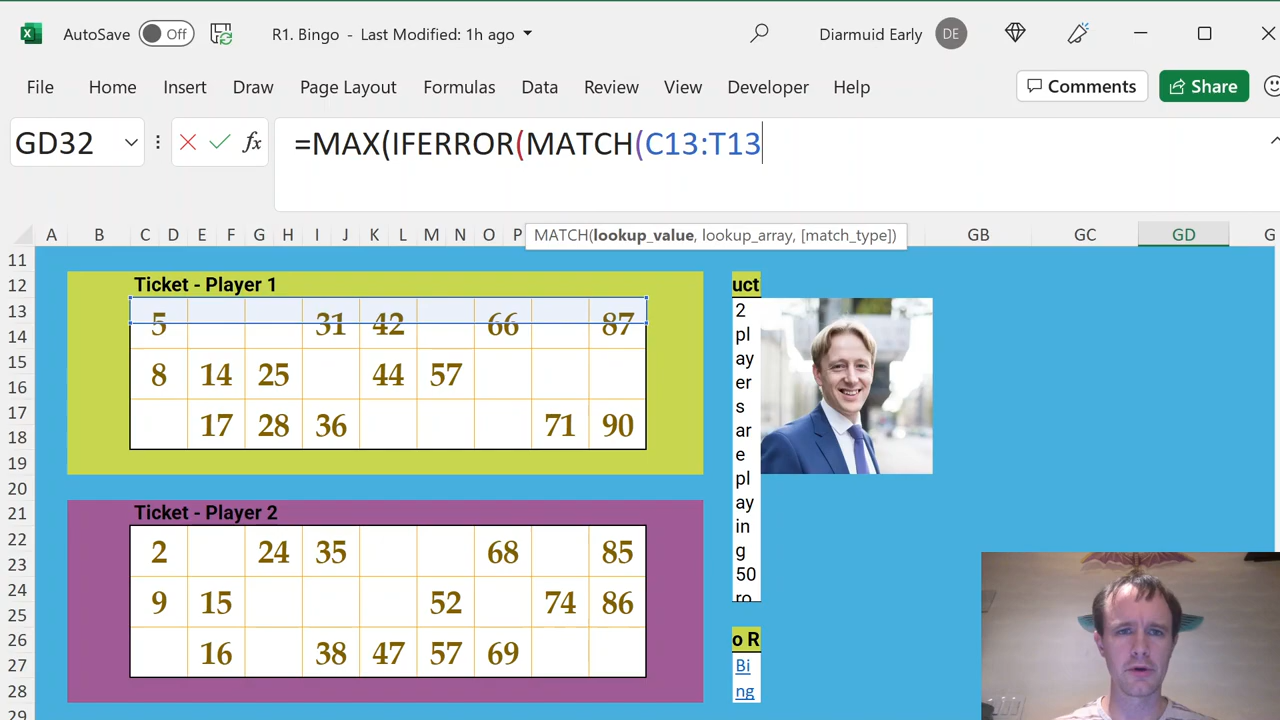 AutoSave Off R1. Bingo - Last Modified: 1h ago Diarmuid Early DE
File Home Insert Draw Page Layout Formulas Data Review View Developer Help Comments Share
GD32 fx =MAX(IFERROR(MATCH(C13:T13
MATCH(lookup_value, lookup_array, [match_type])
A B C D E F G H I J K L M N O P GB GC GD G
11
12 Ticket - Player 1 uct
13
14
5 31 42 66 87
15
16
8 14 25 44 57
17
18
17 28 36 71 90
19
20
21 Ticket - Player 2
22
23
2 24 35 68 85
24
25
9 15 52 74 86
26
27
16 38 47 57 69
28
29
2
pl
ay
er
s
ar
e
pl
ay
in
g
50
ro
o R
Bi
ng